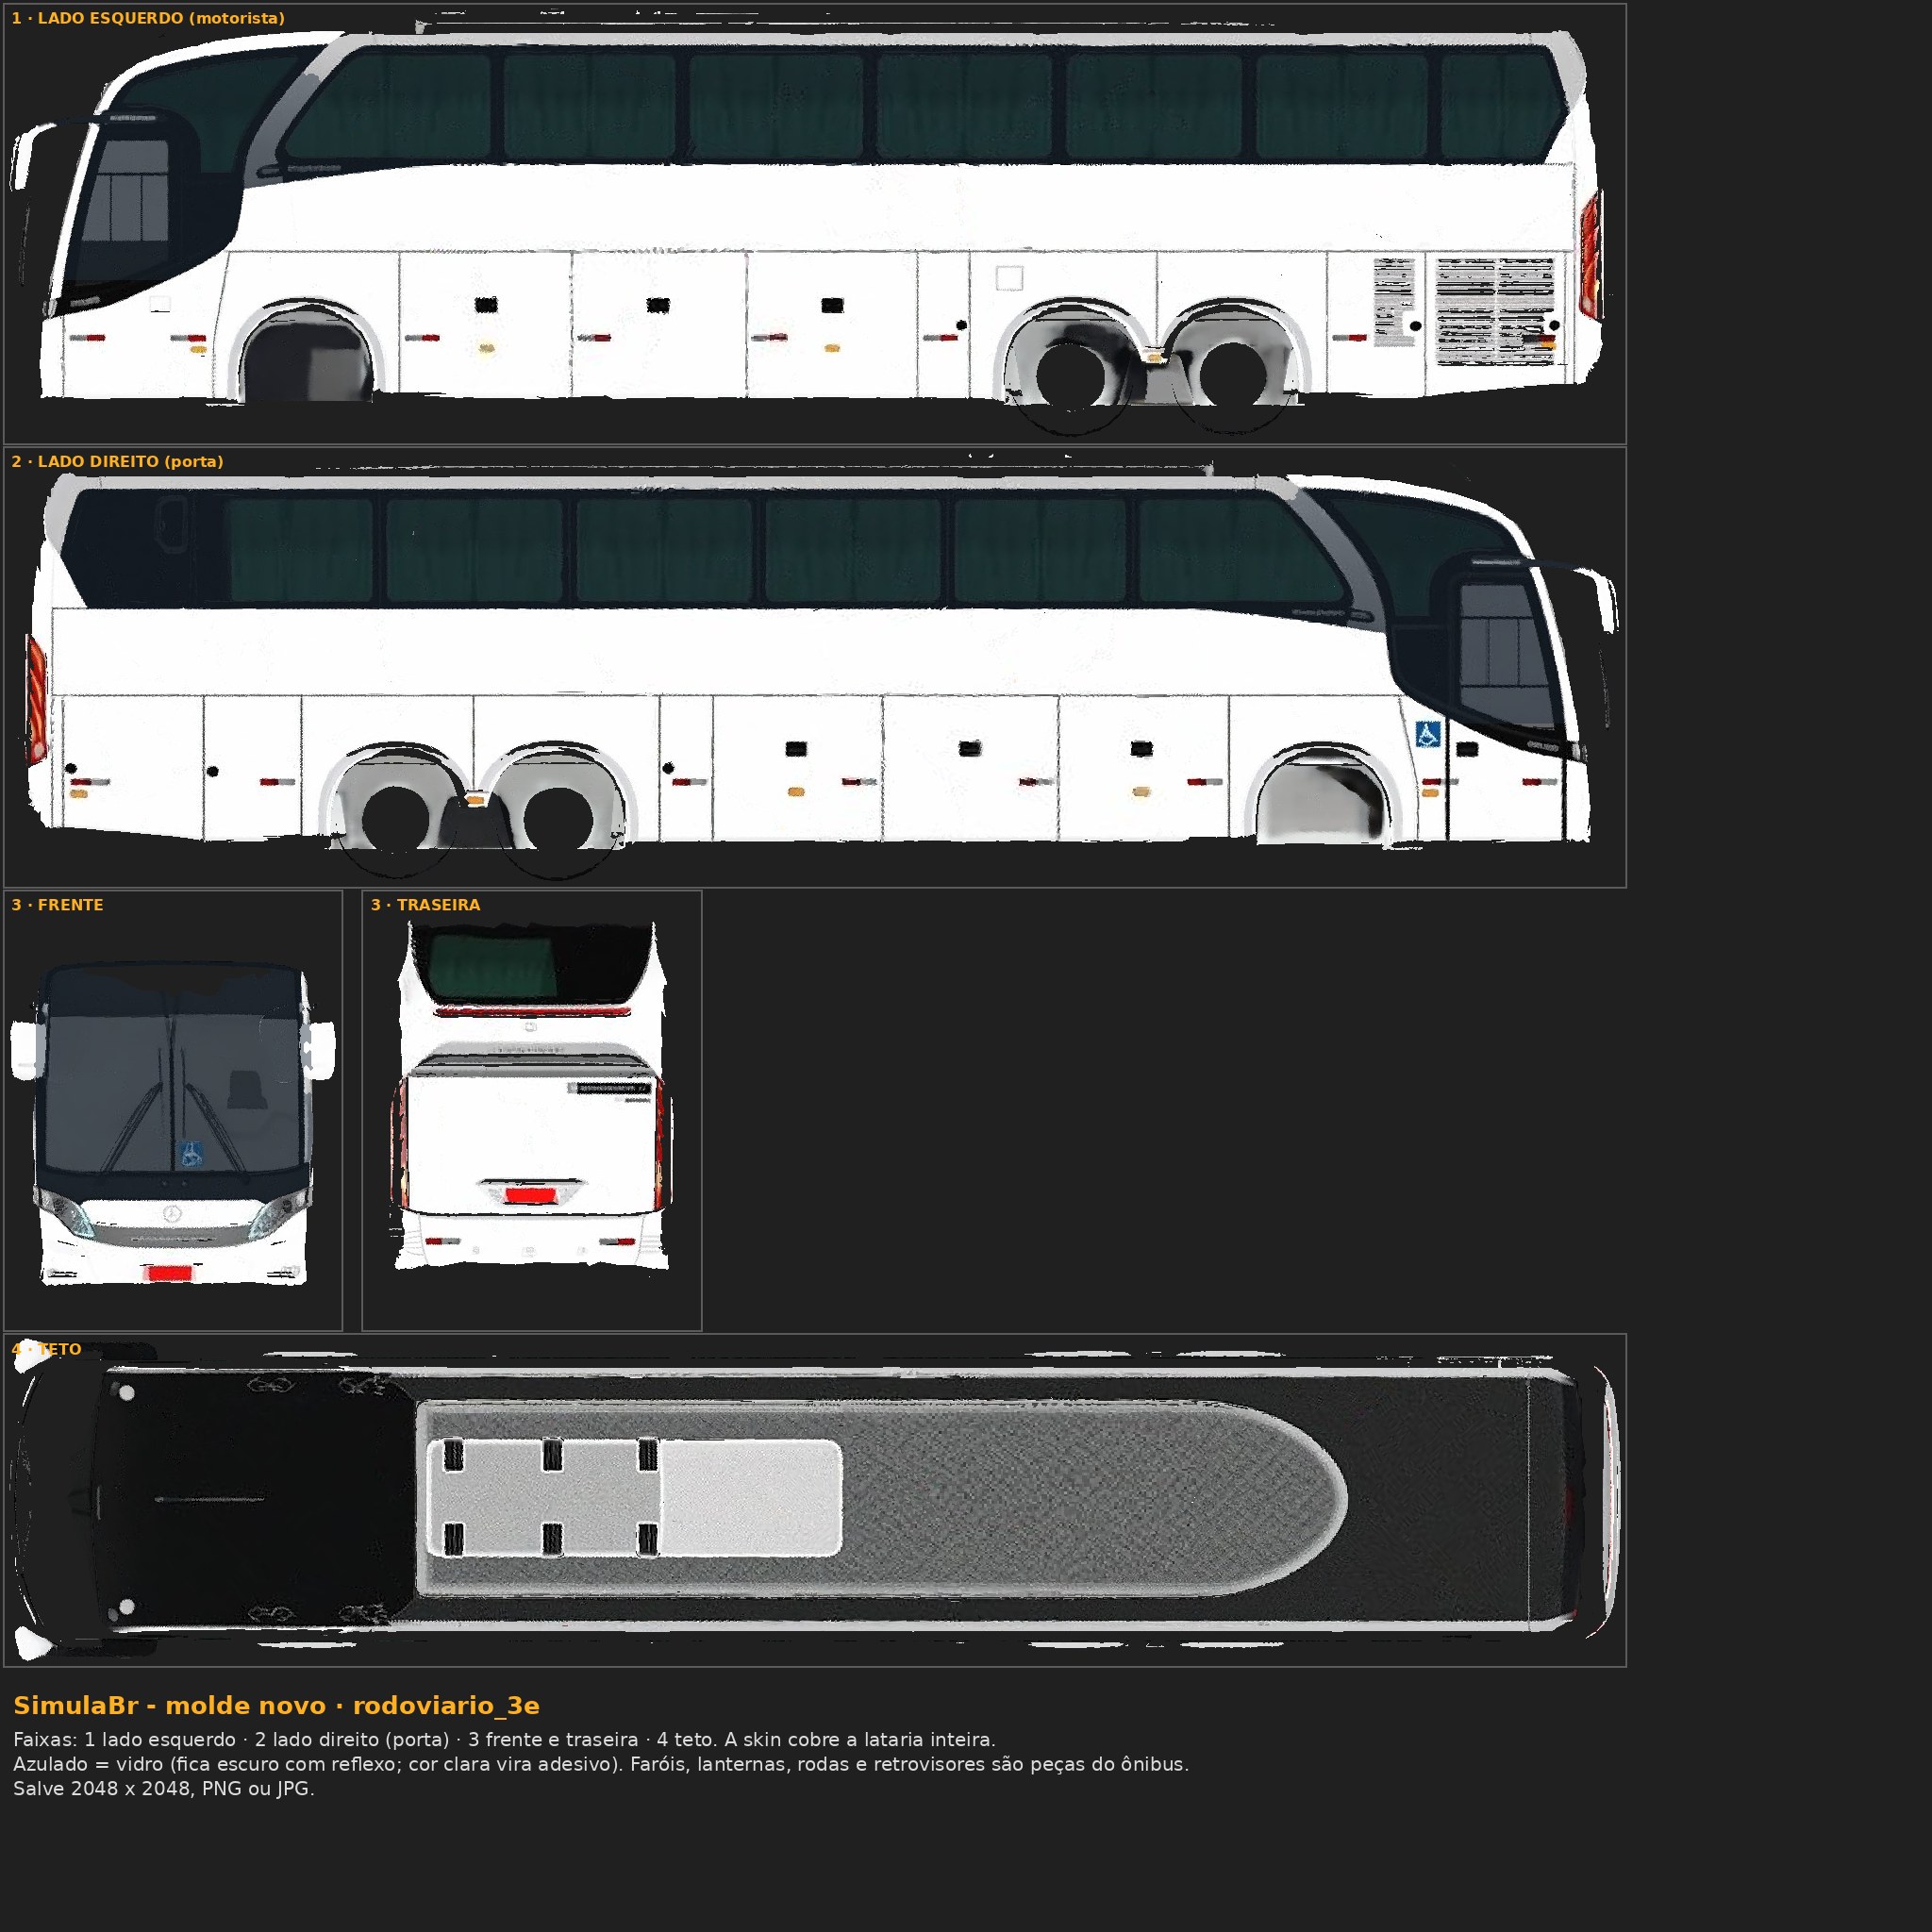 1 · LADO ESQUERDO (motorista)
2 · LADO DIREITO (porta)
3 · FRENTE
3 · TRASEIRA
4 · TETO
SimulaBr - molde novo · rodoviario_3e
Faixas: 1 lado esquerdo · 2 lado direito (porta) · 3 frente e traseira · 4 teto. A skin cobre a lataria inteira.
Azulado = vidro (fica escuro com reflexo; cor clara vira adesivo). Faróis, lanternas, rodas e retrovisores são peças do ônibus.
Salve 2048 x 2048, PNG ou JPG.